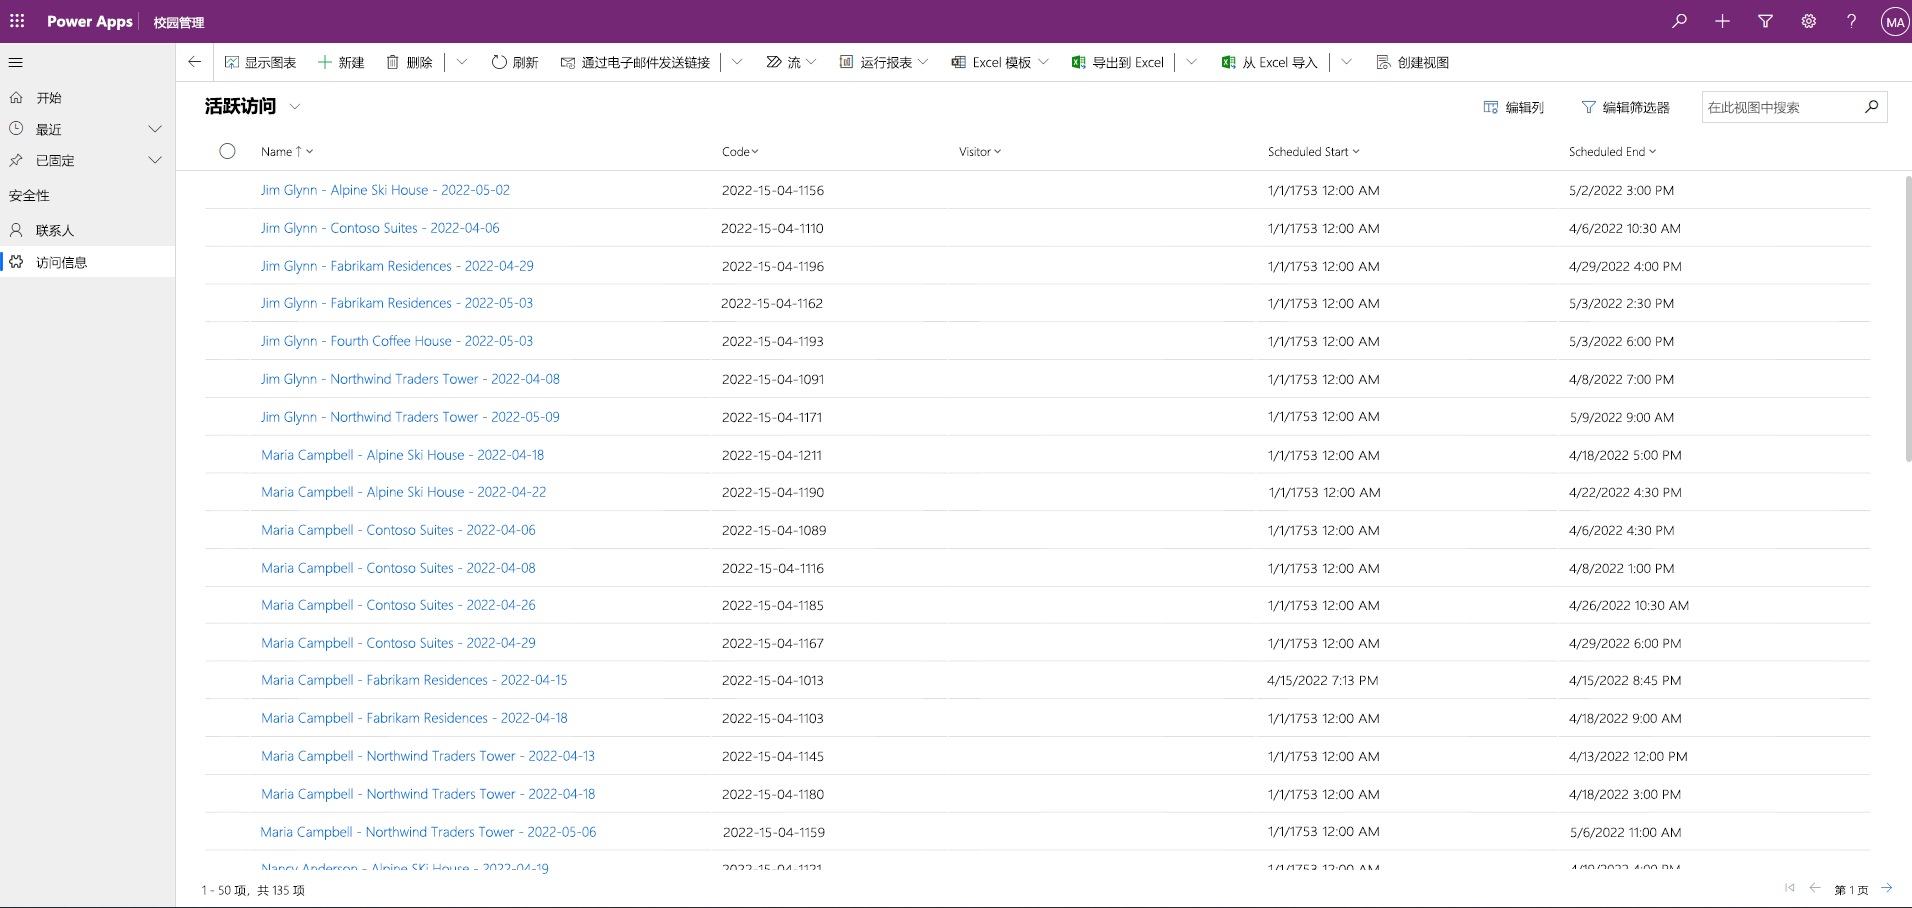 Power Apps 校园管理 MA
显示图表 新建 删除 刷新 通过电子邮件发送链接 流 运行报表 Excel 模板 导出到 Excel 从 Excel 导入 创建视图
开始
最近
已固定
安全性
联系人
访问信息
活跃访问 编辑列 编辑筛选器 在此视图中搜索
Name Code Visitor Scheduled Start Scheduled End
Jim Glynn - Alpine Ski House - 2022-05-02 2022-15-04-1156 1/1/1753 12:00 AM 5/2/2022 3:00 PM
Jim Glynn - Contoso Suites - 2022-04-06 2022-15-04-1110 1/1/1753 12:00 AM 4/6/2022 10:30 AM
Jim Glynn - Fabrikam Residences - 2022-04-29 2022-15-04-1196 1/1/1753 12:00 AM 4/29/2022 4:00 PM
Jim Glynn - Fabrikam Residences - 2022-05-03 2022-15-04-1162 1/1/1753 12:00 AM 5/3/2022 2:30 PM
Jim Glynn - Fourth Coffee House - 2022-05-03 2022-15-04-1193 1/1/1753 12:00 AM 5/3/2022 6:00 PM
Jim Glynn - Northwind Traders Tower - 2022-04-08 2022-15-04-1091 1/1/1753 12:00 AM 4/8/2022 7:00 PM
Jim Glynn - Northwind Traders Tower - 2022-05-09 2022-15-04-1171 1/1/1753 12:00 AM 5/9/2022 9:00 AM
Maria Campbell - Alpine Ski House - 2022-04-18 2022-15-04-1211 1/1/1753 12:00 AM 4/18/2022 5:00 PM
Maria Campbell - Alpine Ski House - 2022-04-22 2022-15-04-1190 1/1/1753 12:00 AM 4/22/2022 4:30 PM
Maria Campbell - Contoso Suites - 2022-04-06 2022-15-04-1089 1/1/1753 12:00 AM 4/6/2022 4:30 PM
Maria Campbell - Contoso Suites - 2022-04-08 2022-15-04-1116 1/1/1753 12:00 AM 4/8/2022 1:00 PM
Maria Campbell - Contoso Suites - 2022-04-26 2022-15-04-1185 1/1/1753 12:00 AM 4/26/2022 10:30 AM
Maria Campbell - Contoso Suites - 2022-04-29 2022-15-04-1167 1/1/1753 12:00 AM 4/29/2022 6:00 PM
Maria Campbell - Fabrikam Residences - 2022-04-15 2022-15-04-1013 4/15/2022 7:13 PM 4/15/2022 8:45 PM
Maria Campbell - Fabrikam Residences - 2022-04-18 2022-15-04-1103 1/1/1753 12:00 AM 4/18/2022 9:00 AM
Maria Campbell - Northwind Traders Tower - 2022-04-13 2022-15-04-1145 1/1/1753 12:00 AM 4/13/2022 12:00 PM
Maria Campbell - Northwind Traders Tower - 2022-04-18 2022-15-04-1180 1/1/1753 12:00 AM 4/18/2022 3:00 PM
Maria Campbell - Northwind Traders Tower - 2022-05-06 2022-15-04-1159 1/1/1753 12:00 AM 5/6/2022 11:00 AM
Nancy Anderson - Alpine SKi House - 2022-04-19 2022-15-04-1121 1/1/1753 12:00 AM 4/19/2022 4:00 PM
1 - 50 项，共 135 项 第 1 页